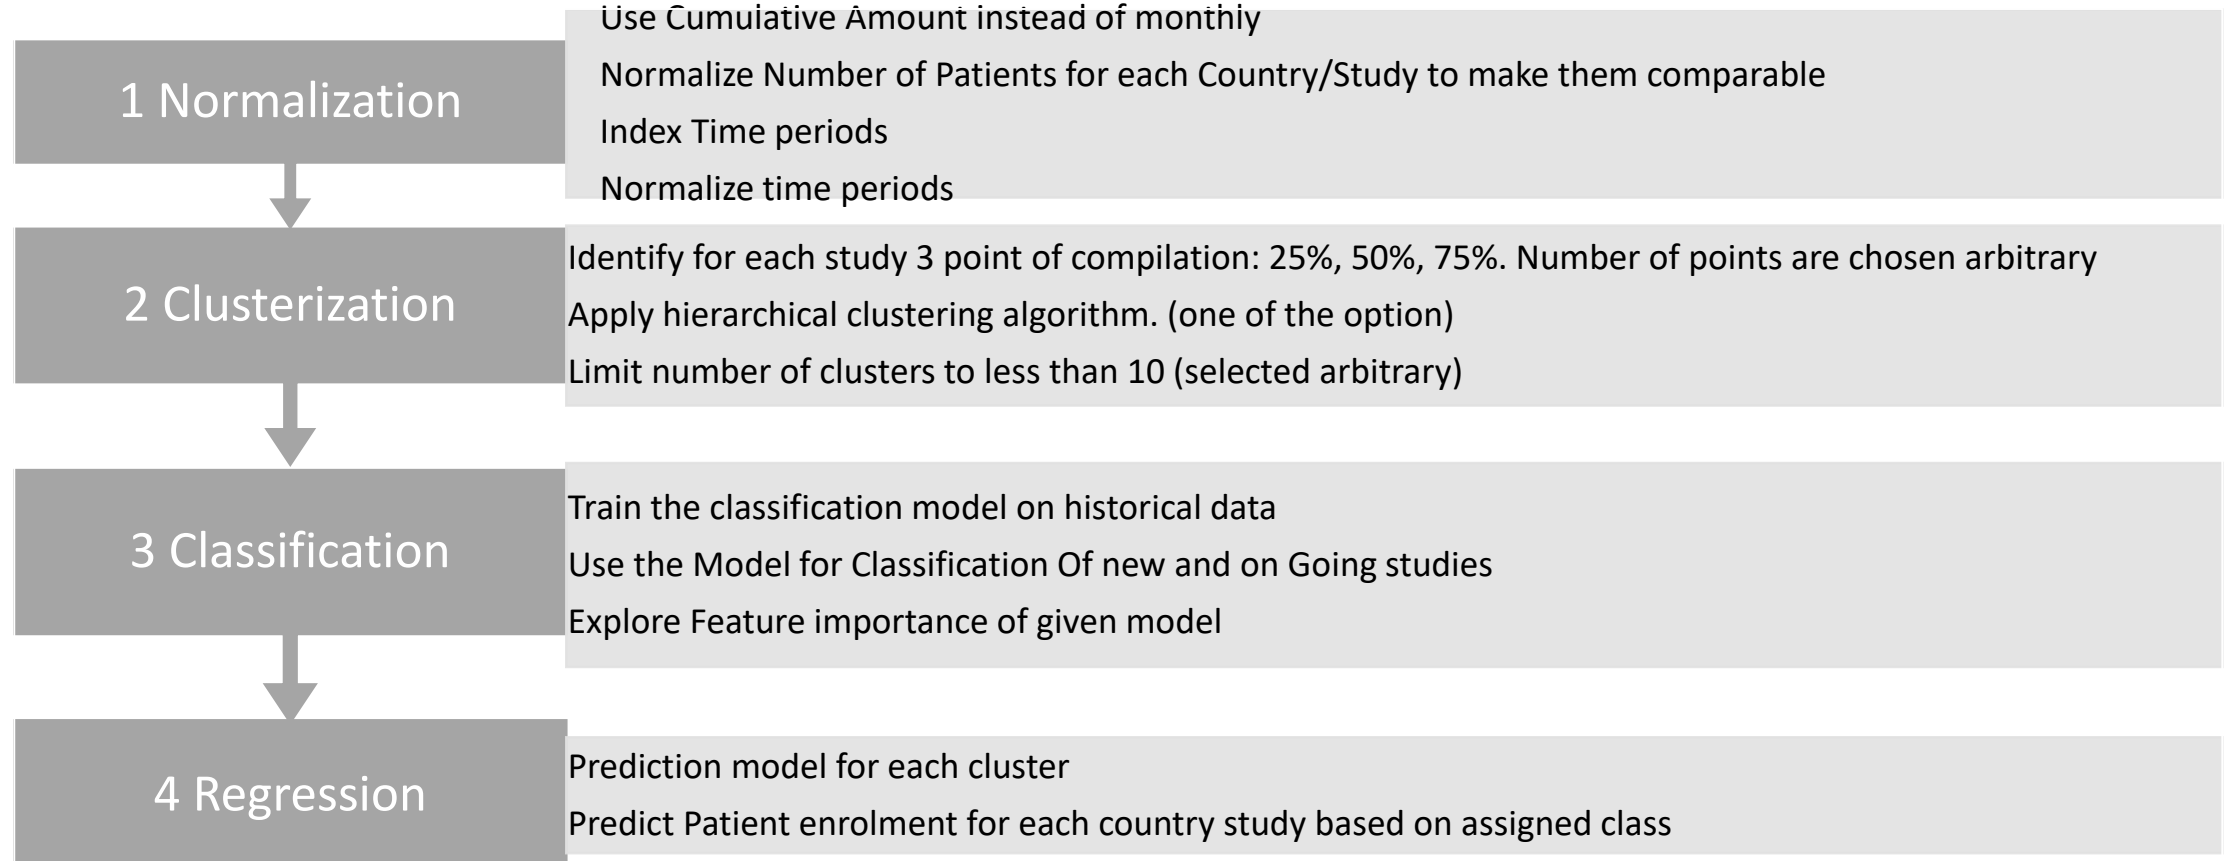 1 Normalization
Use Cumulative Amount instead of monthly
Normalize Number of Patients for each Country/Study to make them comparable
Index Time periods
Normalize time periods
2 Clusterization
Identify for each study 3 point of compilation: 25%, 50%, 75%. Number of points are chosen arbitrary
Apply hierarchical clustering algorithm. (one of the option)
Limit number of clusters to less than 10 (selected arbitrary)
3 Classification
Train the classification model on historical data
Use the Model for Classification Of new and on Going studies
Explore Feature importance of given model
4 Regression
Prediction model for each cluster
Predict Patient enrolment for each country study based on assigned class